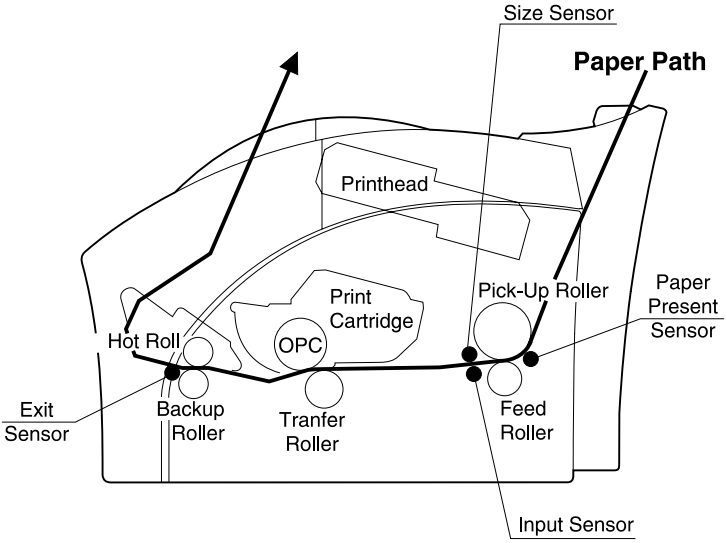 Size Sensor
Paper Path
Printhead
Pick-Up Roller
Paper
Present
Sensor
Print
Cartridge
Hot Roll
OPC
Exit
Sensor
Backup
Roller
Tranfer
Roller
Feed
Roller
Input Sensor